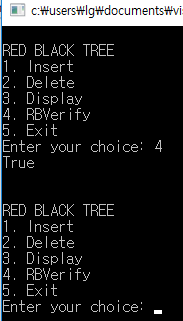 c:₩users₩lg₩documents₩vi
RED BLACK TREE
1. Insert
2. Delete
3. Display
4. RBVerify
5. Exit
Enter your choice: 4
True
RED BLACK TREE
1. Insert
2. Delete
3. Display
4. RBVerify
5. Exit
Enter your choice: